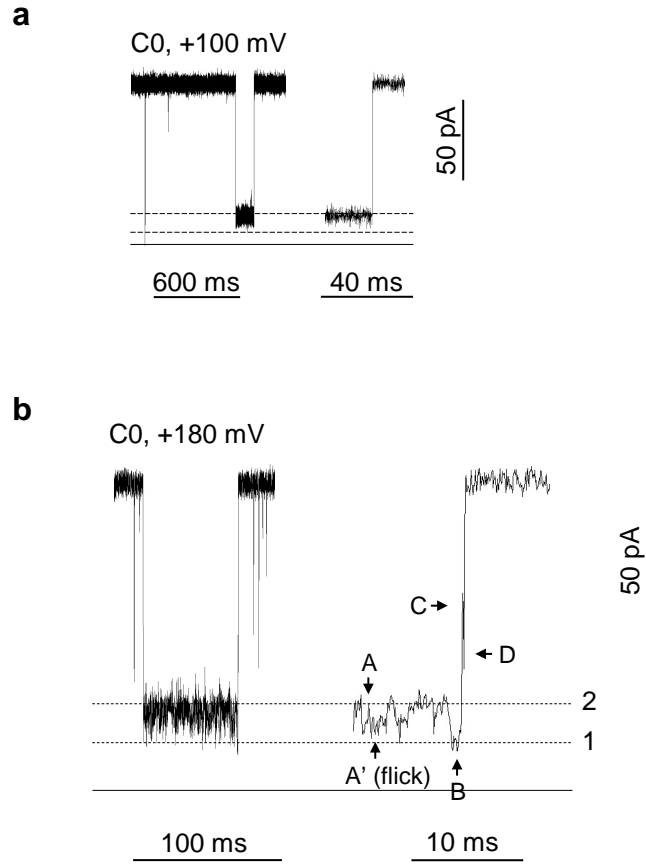 a
C0, +100 mV
50 pA
600 ms
40 ms
b
C0, +180 mV
50 pA
C
D
A
2
1
A' (flick)
B
100 ms
10 ms